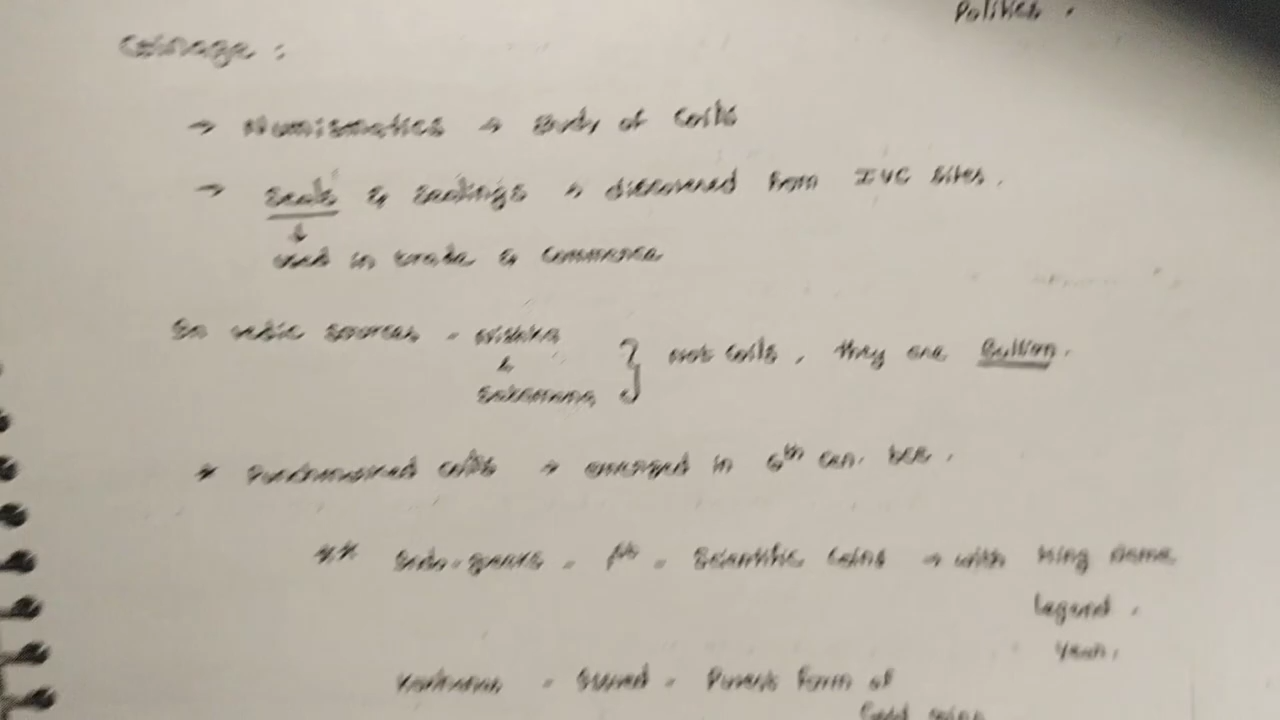 Polities.
Coinage :
→ Numismatics → Study of Coins
→ Seals & Sealings → discovered from IVC sites.
↓
used in trade & Commerce
In vedic sources - Nishka
&
Satamana } not coins, they are Bullion.
* Punchmarked coins → emerged in 6th cen. BCE.
** Indo-Greeks - 1st - Scientific Coins → with King name
legend.
Year.
- Issued - Purest form of
Gold coins